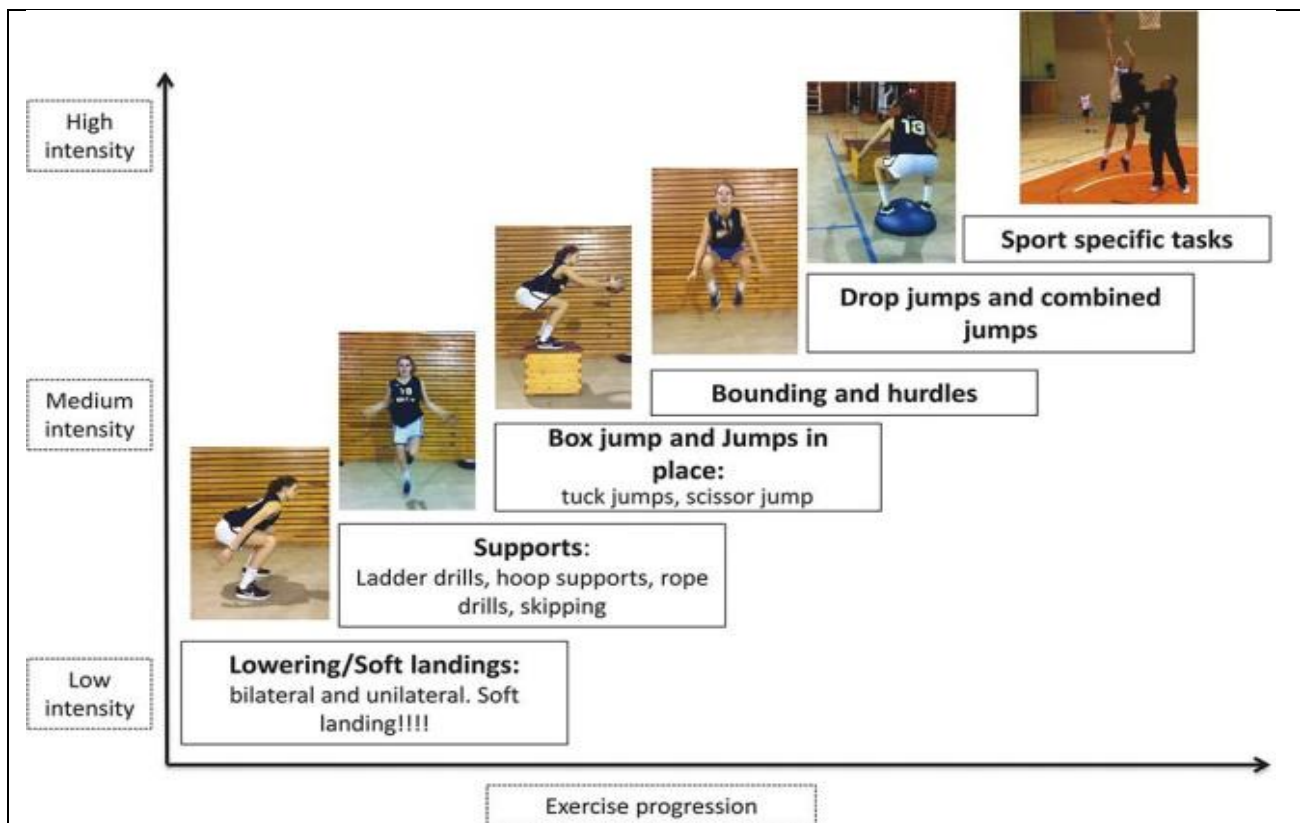 High
intensity
Sport specific tasks
Drop jumps and combined
jumps
Medium
intensity
Bounding and hurdles
Box jump and Jumps in
place:
tuck jumps, scissor jump
Supports:
Ladder drills, hoop supports, rope
drills, skipping
Low
intensity
Lowering/Soft landings:
bilateral and unilateral. Soft
landing!!!!
Exercise progression
13